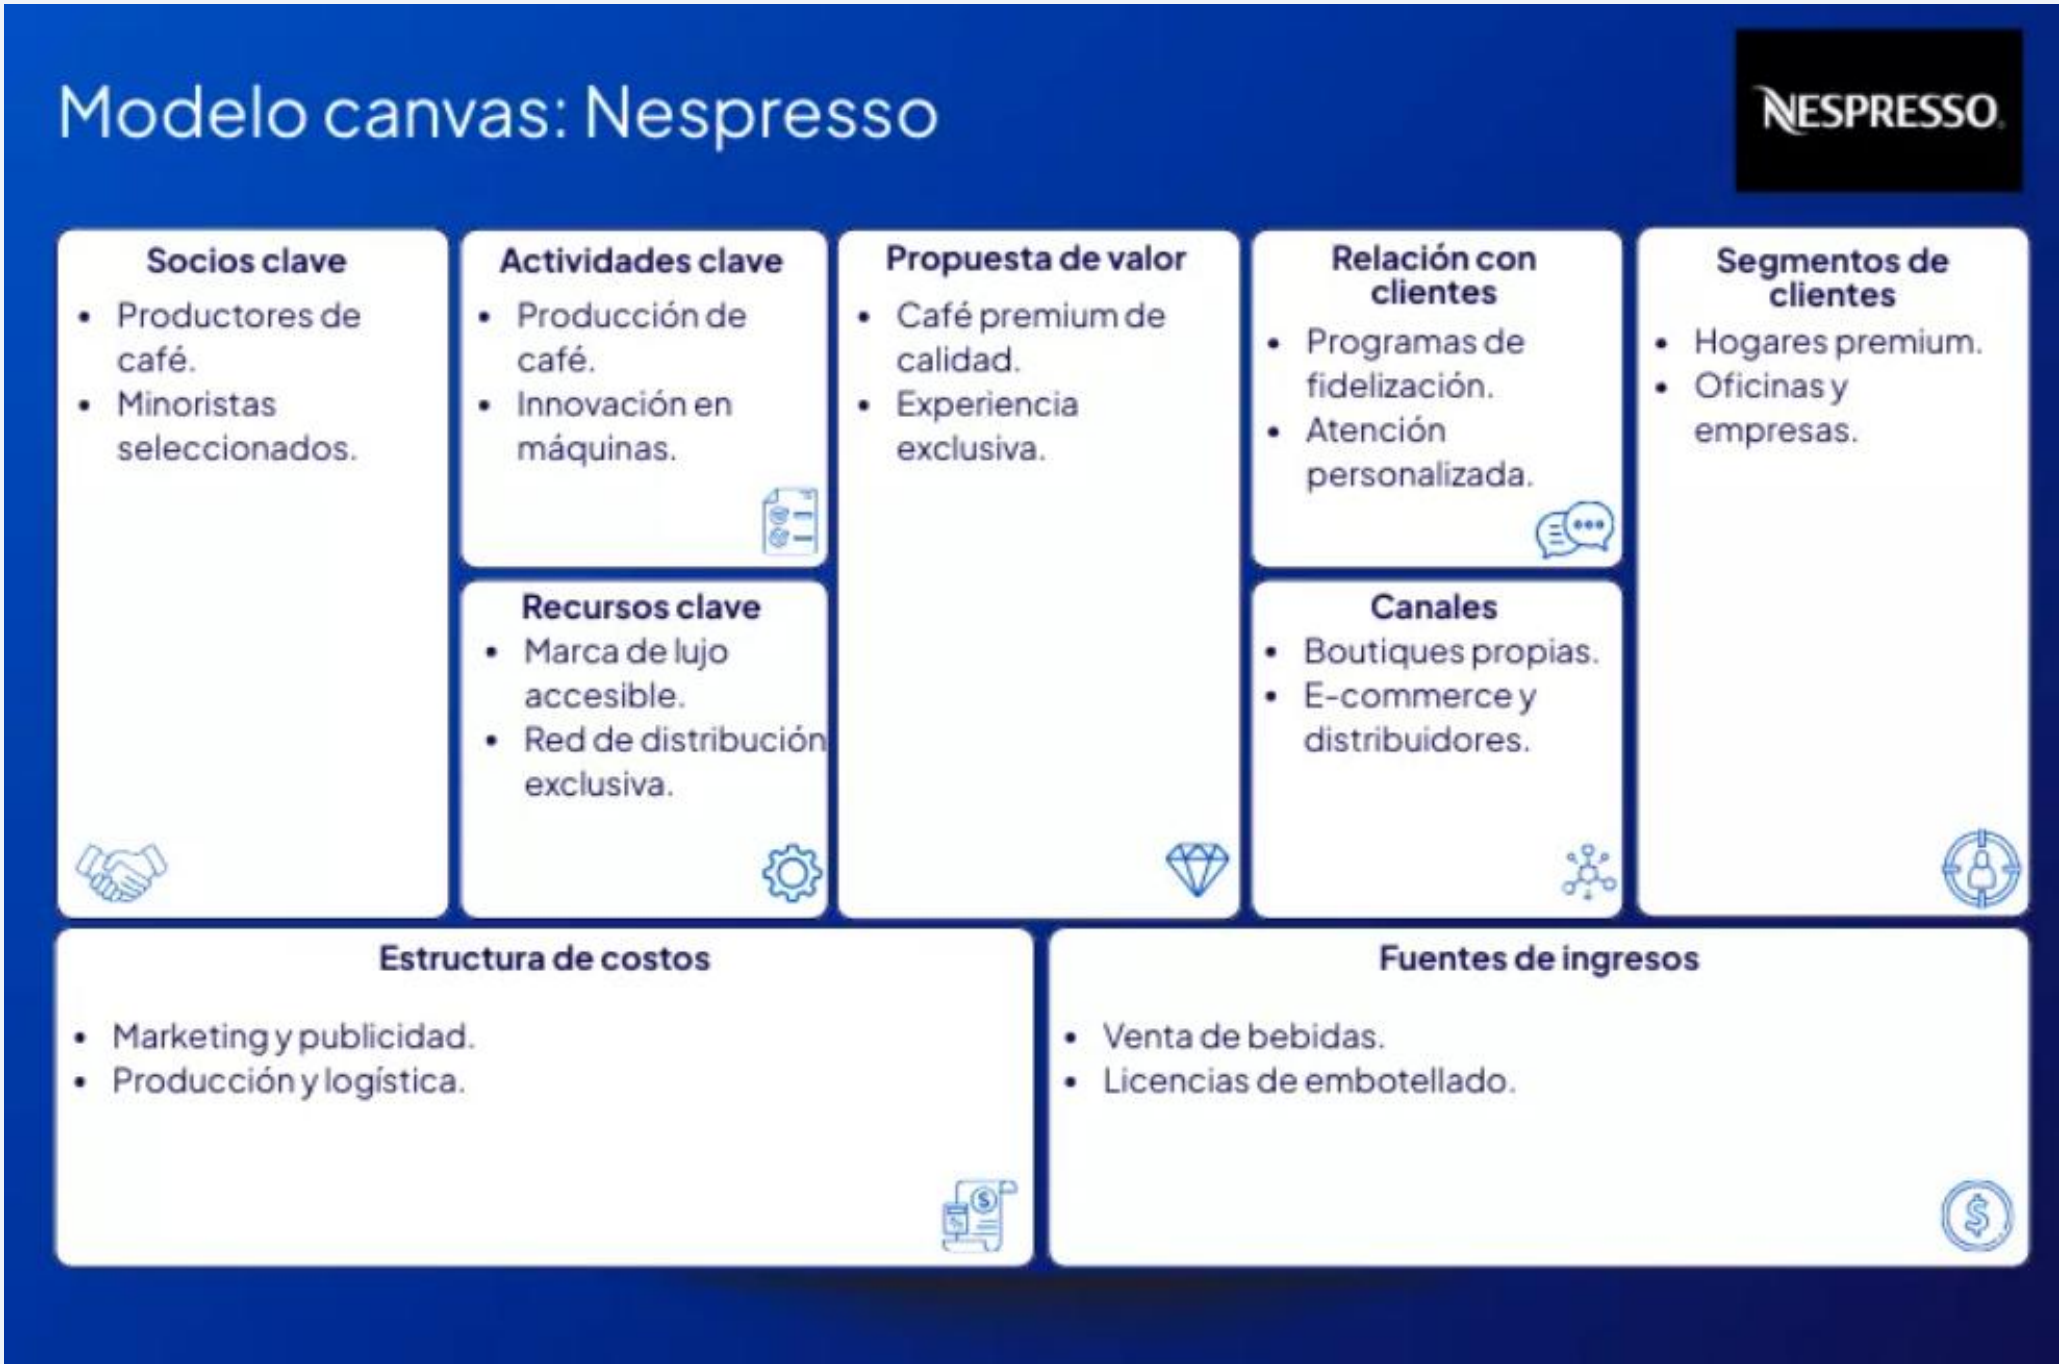 Modelo canvas: Nespresso
NESPRESSO.
Socios clave
• Productores de
café.
• Minoristas
seleccionados.
Actividades clave
• Producción de
café.
• Innovación en
máquinas.
Recursos clave
• Marca de lujo
accesible.
• Red de distribución
exclusiva.
Propuesta de valor
• Café premium de
calidad.
• Experiencia
exclusiva.
Relación con
clientes
• Programas de
fidelización.
• Atención
personalizada.
Canales
• Boutiques propias.
• E-commerce y
distribuidores.
Segmentos de
clientes
• Hogares premium.
• Oficinas y
empresas.
Estructura de costos
• Marketing y publicidad.
• Producción y logística.
Fuentes de ingresos
• Venta de bebidas.
• Licencias de embotellado.